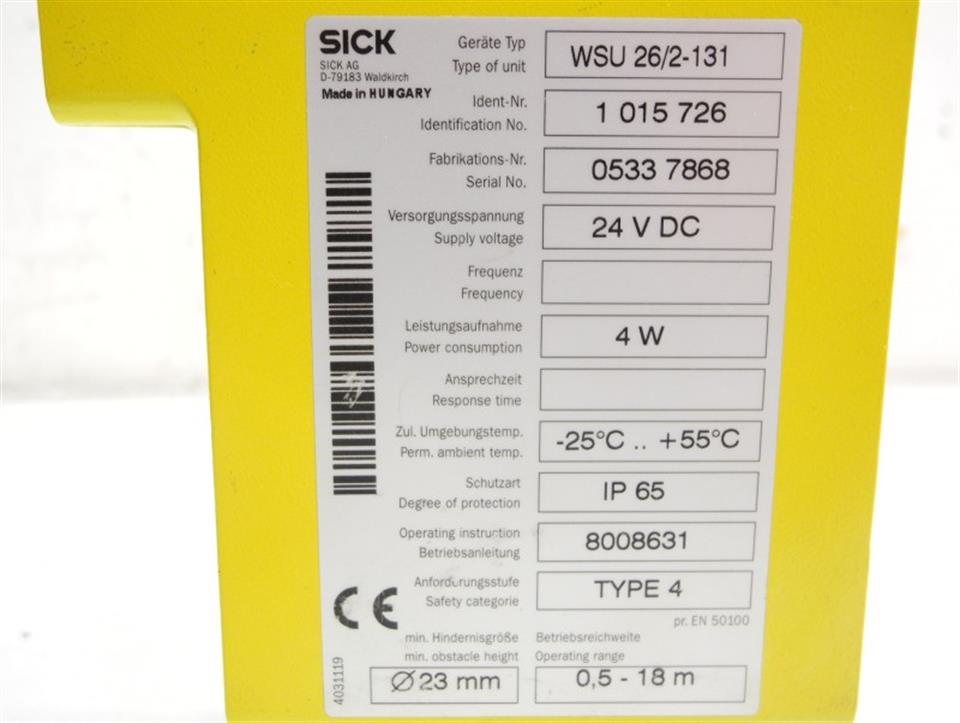 SICK
SICK AG
D-79183 Waldkirch
Made in HUNGARY
Geräte Typ
Type of unit
WSU 26/2-131
Ident-Nr.
Identification No.
1 015 726
Fabrikations-Nr.
Serial No.
0533 7868
Versorgungsspannung
Supply voltage
24 V DC
Frequenz
Frequency
Leistungsaufnahme
Power consumption
4 W
Ansprechzeit
Response time
Zul. Umgebungstemp.
Perm. ambient temp.
-25°C .. +55°C
Schutzart
Degree of protection
IP 65
Operating instruction
Betriebsanleitung
8008631
Anforderungsstufe
Safety category
TYPE 4
pr. EN 50100
CE
min. Hindernisgröße
min. obstacle height
Ø 23 mm
Betriebsreichweite
Operating range
0,5 - 18 m
4031119